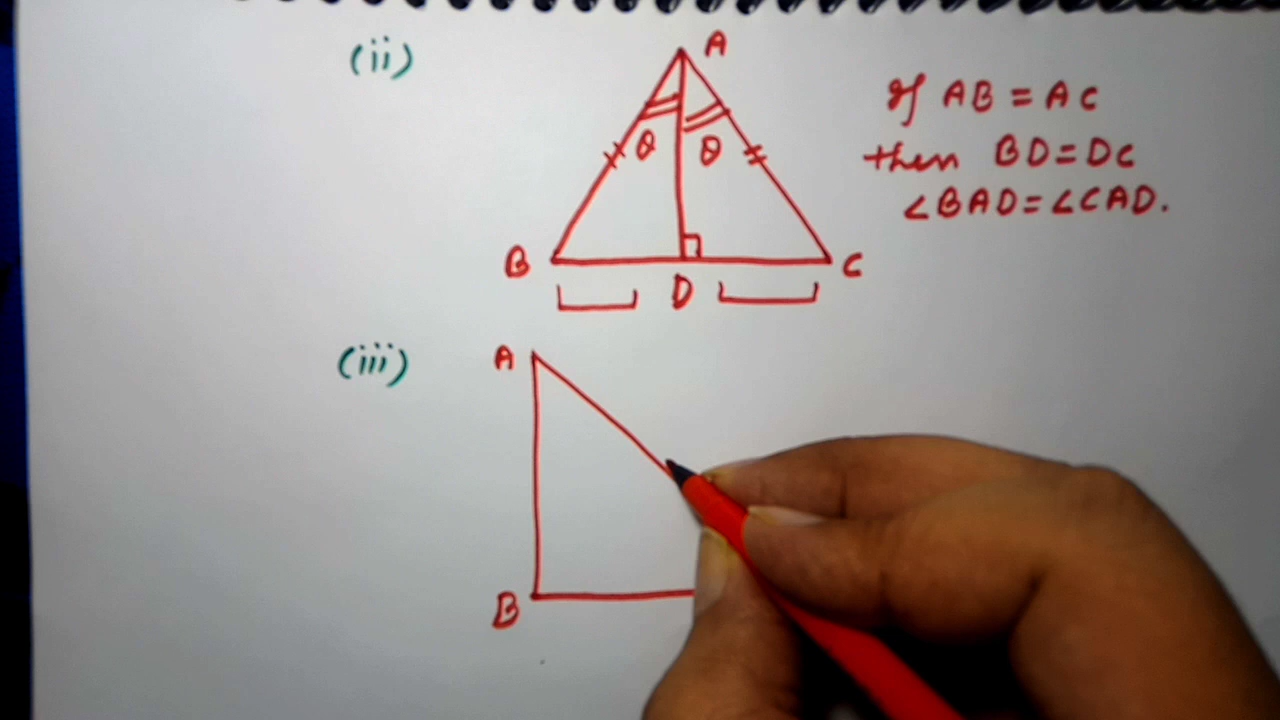 (ii)
A
θ θ
B D C
If AB = AC
then BD = DC
∠BAD = ∠CAD.
(iii)
A
B